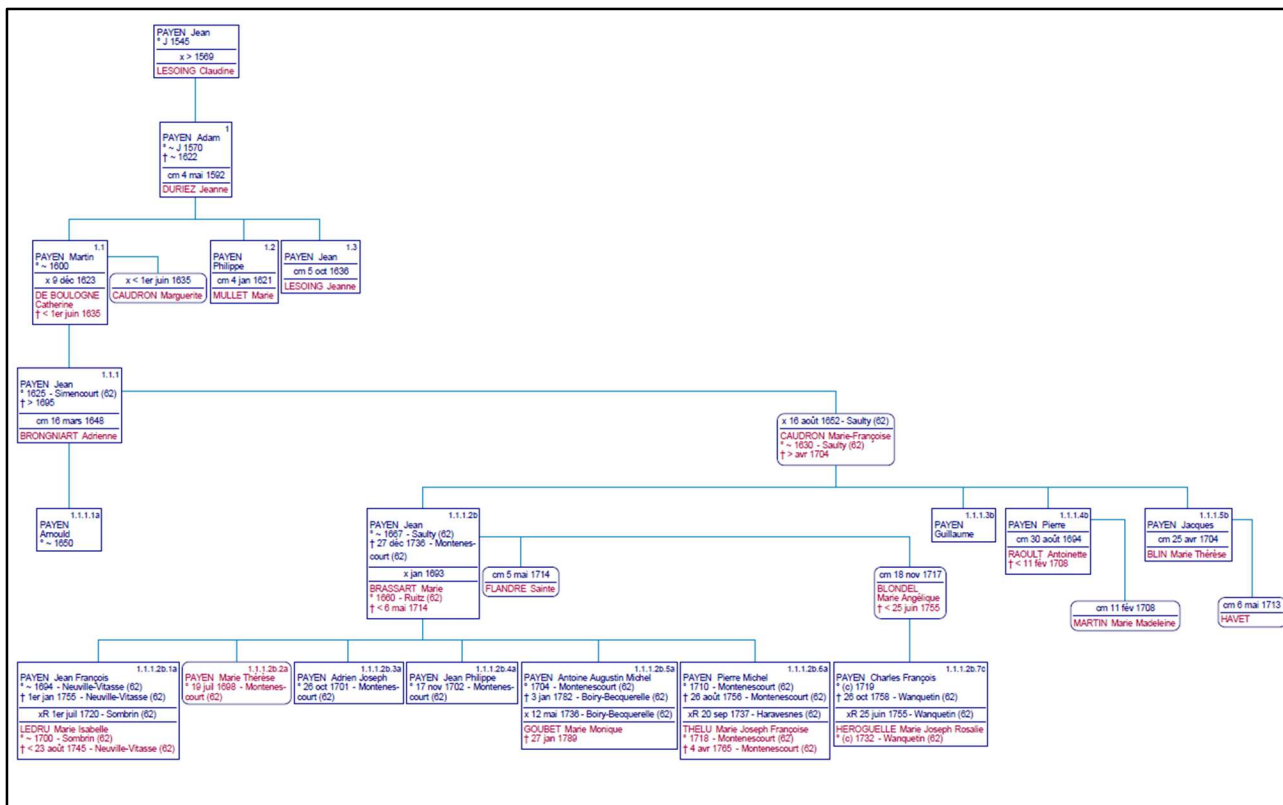 PAYEN Jean
° J 1545
x > 1569
LESOING Claudine
1
PAYEN Adam
° ~ J 1570
† ~ 1622
cm 4 mai 1592
DURIEZ Jeanne
1.1
PAYEN Martin
° ~ 1600
x 9 déc 1623
DE BOULOGNE
Catherine
† < 1er juin 1635
x < 1er juin 1635
CAUDRON Marguerite
1.2
PAYEN
Philippe
cm 4 jan 1621
MULLET Marie
1.3
PAYEN Jean
cm 5 oct 1636
LESOING Jeanne
1.1.1
PAYEN Jean
° 1625 - Simencourt (62)
† > 1695
cm 16 mars 1648
BRONGNIART Adrienne
x 16 août 1652 - Saulty (62)
CAUDRON Marie-Françoise
° ~ 1630 - Saulty (62)
† > avr 1704
1.1.1.1a
PAYEN
Arnould
° ~ 1650
1.1.1.2b
PAYEN Jean
° ~ 1667 - Saulty (62)
† 27 déc 1736 - Montenes-
court (62)
x jan 1693
BRASSART Marie
° 1660 - Ruitz (62)
† < 6 mai 1714
cm 5 mai 1714
FLANDRE Sainte
cm 18 nov 1717
BLONDEL
Marie Angélique
† < 25 juin 1755
1.1.1.3b
PAYEN
Guillaume
1.1.1.4b
PAYEN Pierre
cm 30 août 1694
RAOULT Antoinette
† < 11 fév 1708
cm 11 fév 1708
MARTIN Marie Madeleine
1.1.1.5b
PAYEN Jacques
cm 25 avr 1704
BLIN Marie Thérèse
cm 6 mai 1713
HAVET
1.1.1.2b.1a
PAYEN Jean François
° ~ 1694 - Neuville-Vitasse (62)
† 1er jan 1755 - Neuville-Vitasse (62)
xR 1er juil 1720 - Sombrin (62)
LEDRU Marie Isabelle
° ~ 1700 - Sombrin (62)
† < 23 août 1745 - Neuville-Vitasse (62)
1.1.1.2b.2a
PAYEN Marie Thérèse
° 19 juil 1698 - Montenes-
court (62)
1.1.1.2b.3a
PAYEN Adrien Joseph
° 26 oct 1701 - Montenes-
court (62)
1.1.1.2b.4a
PAYEN Jean Philippe
° 17 nov 1702 - Montenes-
court (62)
1.1.1.2b.5a
PAYEN Antoine Augustin Michel
° 1704 - Montenescourt (62)
† 3 jan 1782 - Boiry-Becquerelle (62)
x 12 mai 1736 - Boiry-Becquerelle (62)
GOUBET Marie Monique
† 27 jan 1789
1.1.1.2b.6a
PAYEN Pierre Michel
° 1710 - Montenescourt (62)
† 26 août 1756 - Montenescourt (62)
xR 20 sep 1737 - Haravesnes (62)
THELU Marie Joseph Françoise
° 1718 - Montenescourt (62)
† 4 avr 1765 - Montenescourt (62)
1.1.1.2b.7c
PAYEN Charles François
° (c) 1719
† 26 oct 1758 - Wanquetin (62)
xR 25 juin 1755 - Wanquetin (62)
HEROGUELLE Marie Joseph Rosalie
° (c) 1732 - Wanquetin (62)